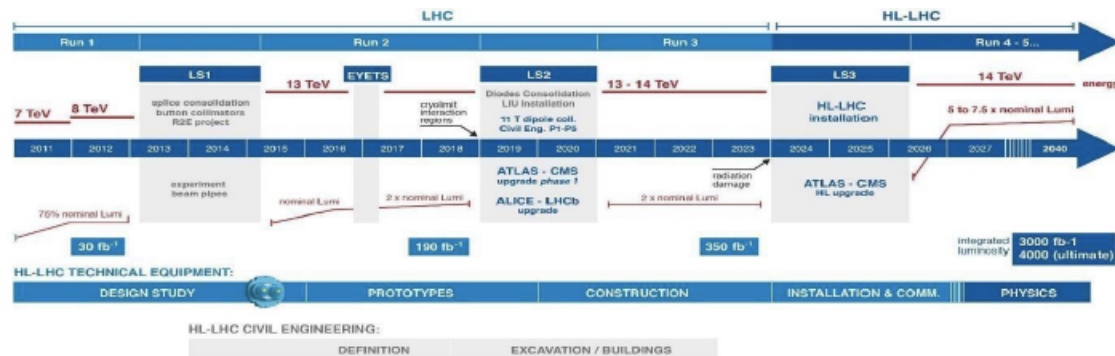 LHC HL-LHC
Run 1 Run 2 Run 3 Run 4 - 5...
LS1 EYETS LS2 LS3
13 TeV 13 - 14 TeV 14 TeV
energy
7 TeV 8 TeV
splice consolidation
button collimators
R2E project
cryolimit
interaction
regions
Diodes Consolidation
LIU Installation
11 T dipole coll.
Civil Eng. P1-P5
HL-LHC
installation
5 to 7.5 x nominal Lumi
2011 2012 2013 2014 2015 2016 2017 2018 2019 2020 2021 2022 2023 2024 2025 2026 2027 2040
experiment
beam pipes
ATLAS - CMS
upgrade phase 1
ALICE - LHCb
upgrade
radiation
damage
ATLAS - CMS
HL upgrade
75% nominal Lumi
nominal Lumi
2 x nominal Lumi
2 x nominal Lumi
30 fb-1 190 fb-1 350 fb-1
integrated
luminosity
3000 fb-1
4000 (ultimate)
HL-LHC TECHNICAL EQUIPMENT:
DESIGN STUDY PROTOTYPES CONSTRUCTION INSTALLATION & COMM. PHYSICS
HL-LHC CIVIL ENGINEERING:
DEFINITION EXCAVATION / BUILDINGS